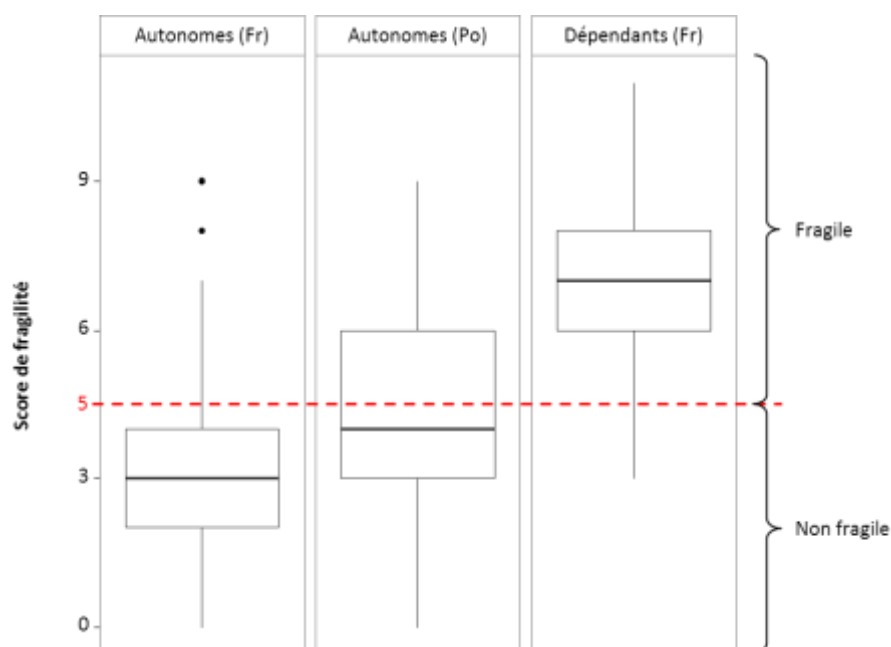 Autonomes (Fr)
Autonomes (Po)
Dépendants (Fr)
Score de fragilité
9
6
5
3
0
Fragile
Non fragile